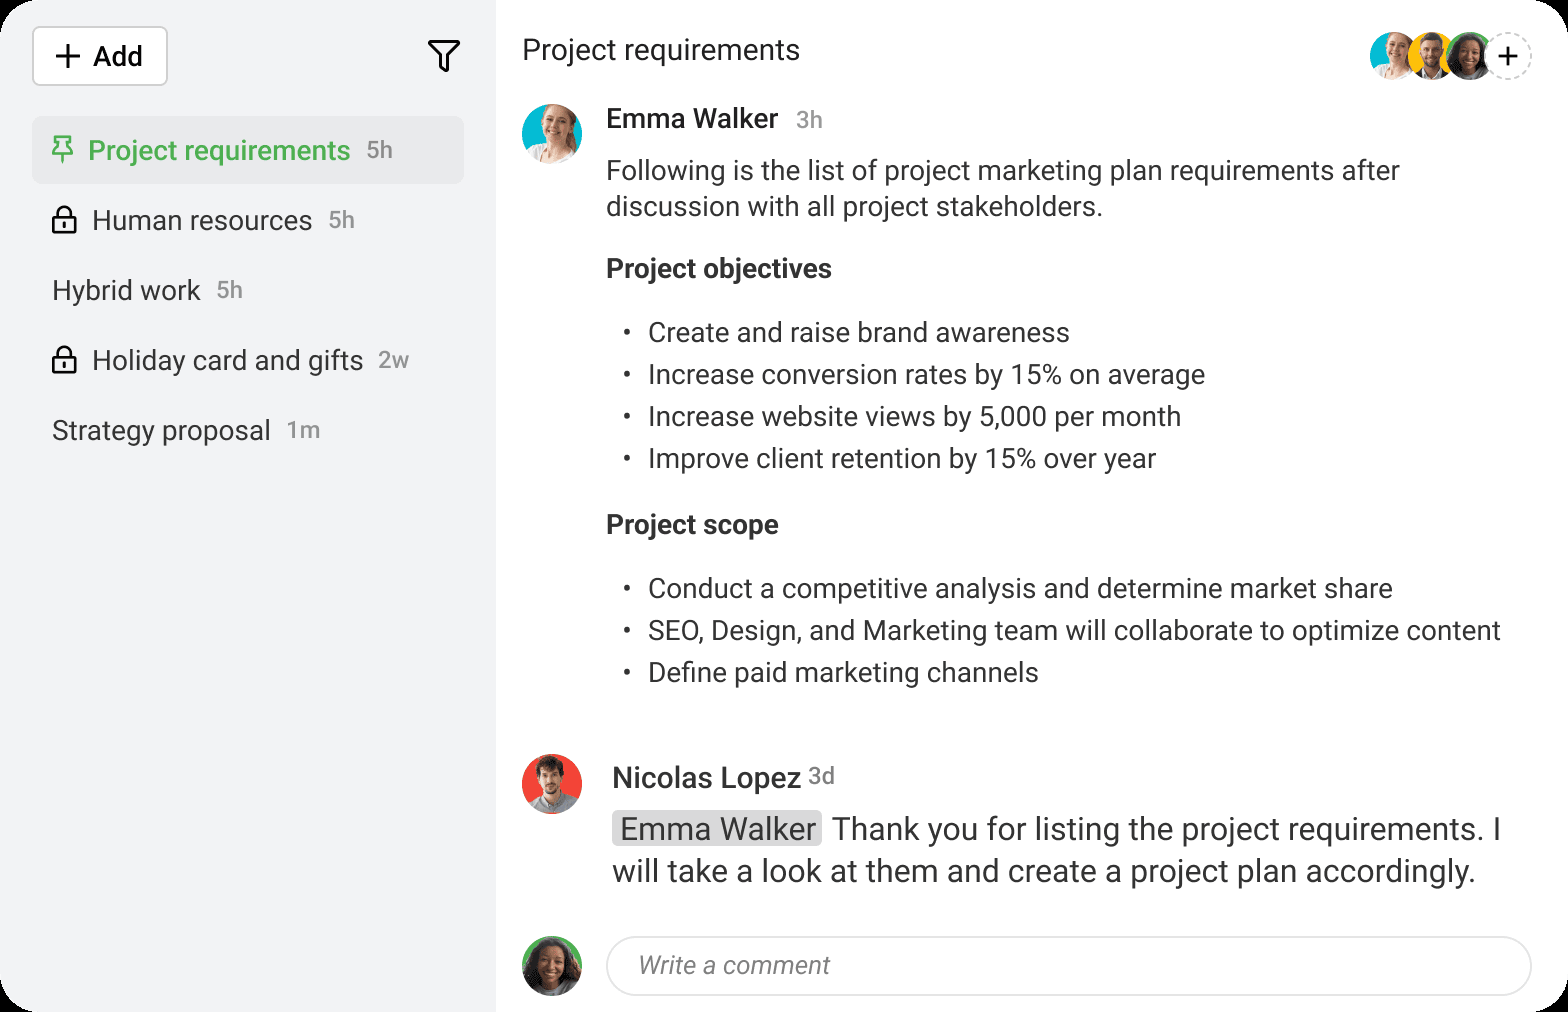 Add
Project requirements 5h
Human resources 5h
Hybrid work 5h
Holiday card and gifts 2w
Strategy proposal 1m
Project requirements
Emma Walker 3h
Following is the list of project marketing plan requirements after
discussion with all project stakeholders.
Project objectives
• Create and raise brand awareness
• Increase conversion rates by 15% on average
• Increase website views by 5,000 per month
• Improve client retention by 15% over year
Project scope
• Conduct a competitive analysis and determine market share
• SEO, Design, and Marketing team will collaborate to optimize content
• Define paid marketing channels
Nicolas Lopez 3d
Emma Walker Thank you for listing the project requirements. I
will take a look at them and create a project plan accordingly.
Write a comment